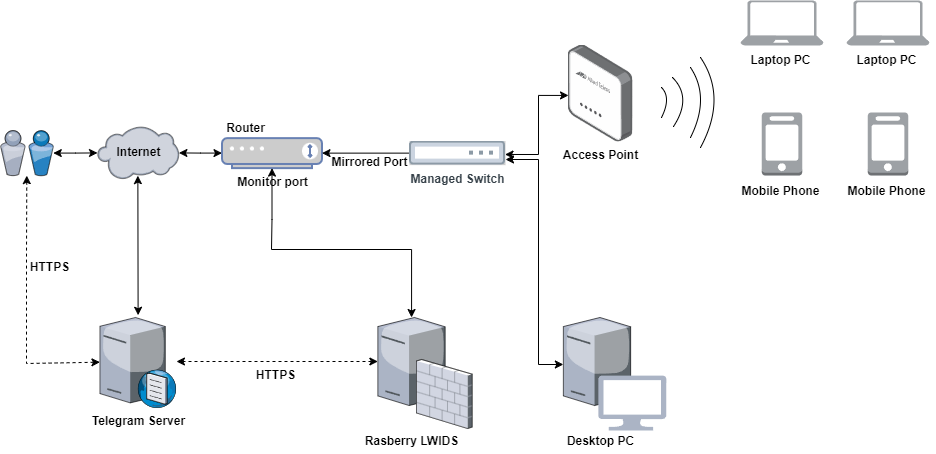 Laptop PC
Laptop PC
Router
Internet
Mirrored Port
Access Point
Monitor port
Managed Switch
Mobile Phone
Mobile Phone
HTTPS
HTTPS
Telegram Server
Rasberry LWIDS
Desktop PC